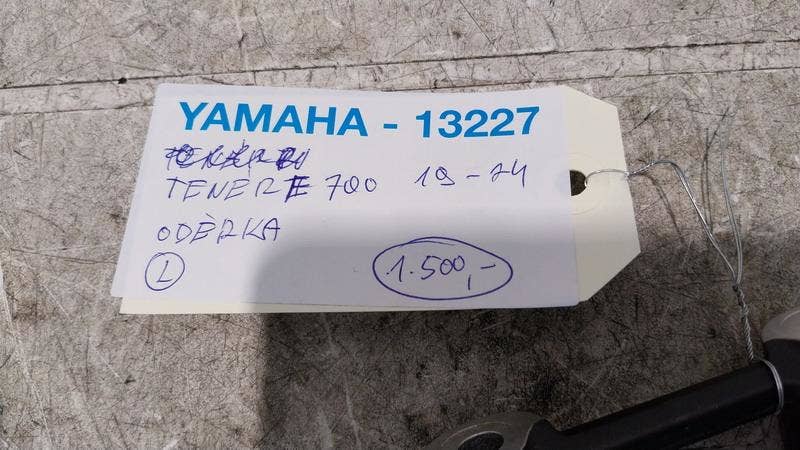 YAMAHA - 13227
TENERE 700 19-24
ODĚRKA
L
1.500,-